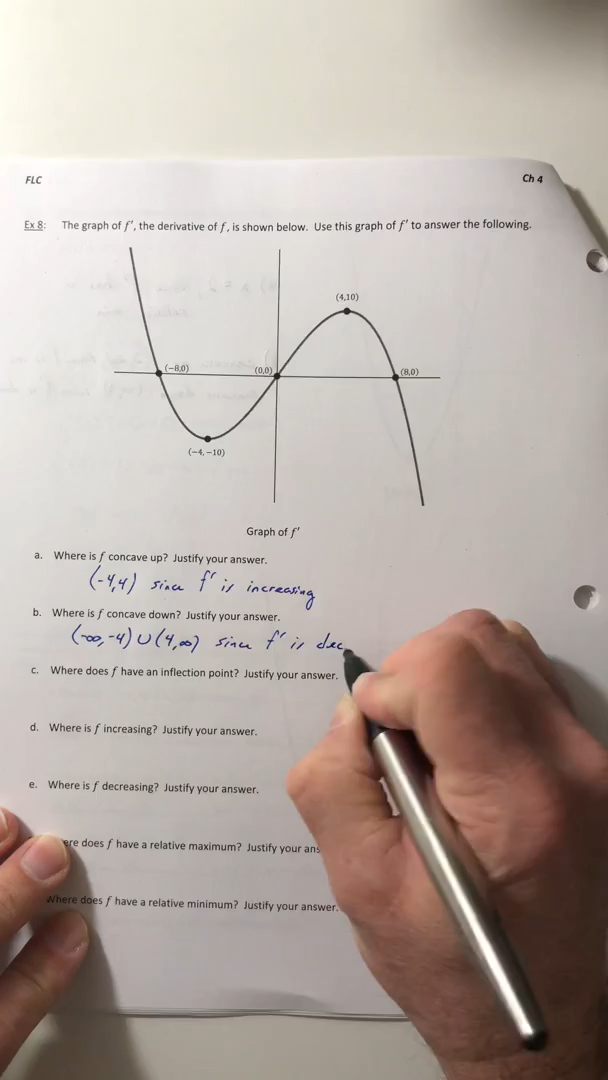 FLC Ch 4
Ex 8: The graph of f′, the derivative of f, is shown below. Use this graph of f′ to answer the following.
(4,10)
(−8,0) (0,0) (8,0)
(−4,−10)
Graph of f′
a. Where is f concave up? Justify your answer.
(-4,4) since f′ is increasing
b. Where is f concave down? Justify your answer.
(-∞,-4)∪(4,∞) since f′ is dec
c. Where does f have an inflection point? Justify your answer.
d. Where is f increasing? Justify your answer.
e. Where is f decreasing? Justify your answer.
ere does f have a relative maximum? Justify your ans
Where does f have a relative minimum? Justify your answer.